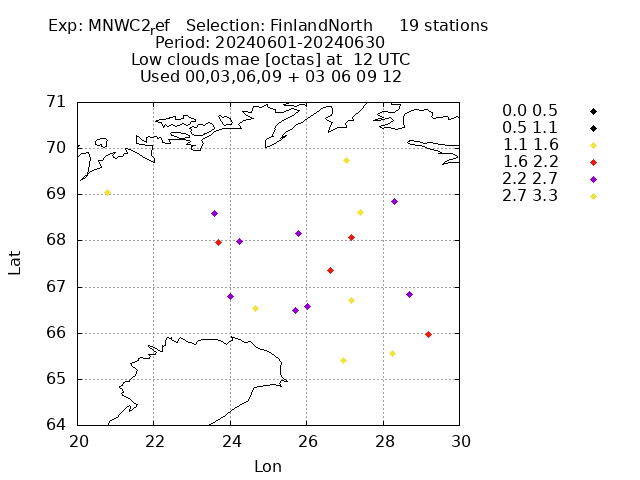 Exp: MNWC2ref Selection: FinlandNorth 19 stations
Period: 20240601-20240630
Low clouds mae [octas] at 12 UTC
Used 00,03,06,09 + 03 06 09 12
71
70
69
68
67
66
65
64
20 22 24 26 28 30
Lat
Lon
0.0 0.5
0.5 1.1
1.1 1.6
1.6 2.2
2.2 2.7
2.7 3.3